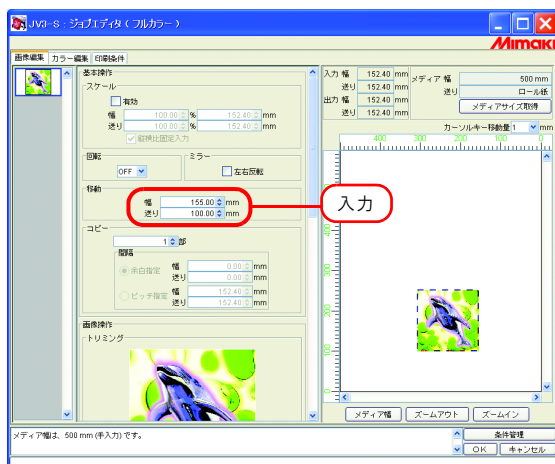 JV3-S : ジョブエディタ ( フルカラー )
Mimaki
画像編集 カラー編集 印刷条件
基本操作
スケール
有効
幅 100.00 % 152.40 mm
送り 100.00 % 152.40 mm
縦横比固定入力
回転
OFF
ミラー
左右反転
移動
幅 155.00 mm
送り 100.00 mm
入力
コピー
1 部
間隔
余白指定 幅 0.00 mm
送り 0.00 mm
ピッチ指定 幅 152.40 mm
送り 152.40 mm
画像操作
トリミング
入力 幅 152.40 mm
送り 152.40 mm
出力 幅 152.40 mm
送り 152.40 mm
メディア 幅 500 mm
送り ロール紙
メディアサイズ取得
カーソルキー移動量 1 mm
400 300 200 100 0
400
300
200
100
0
メディア幅 ズームアウト ズームイン
メディア幅は、500 mm (手入力) です。
条件管理
OK キャンセル